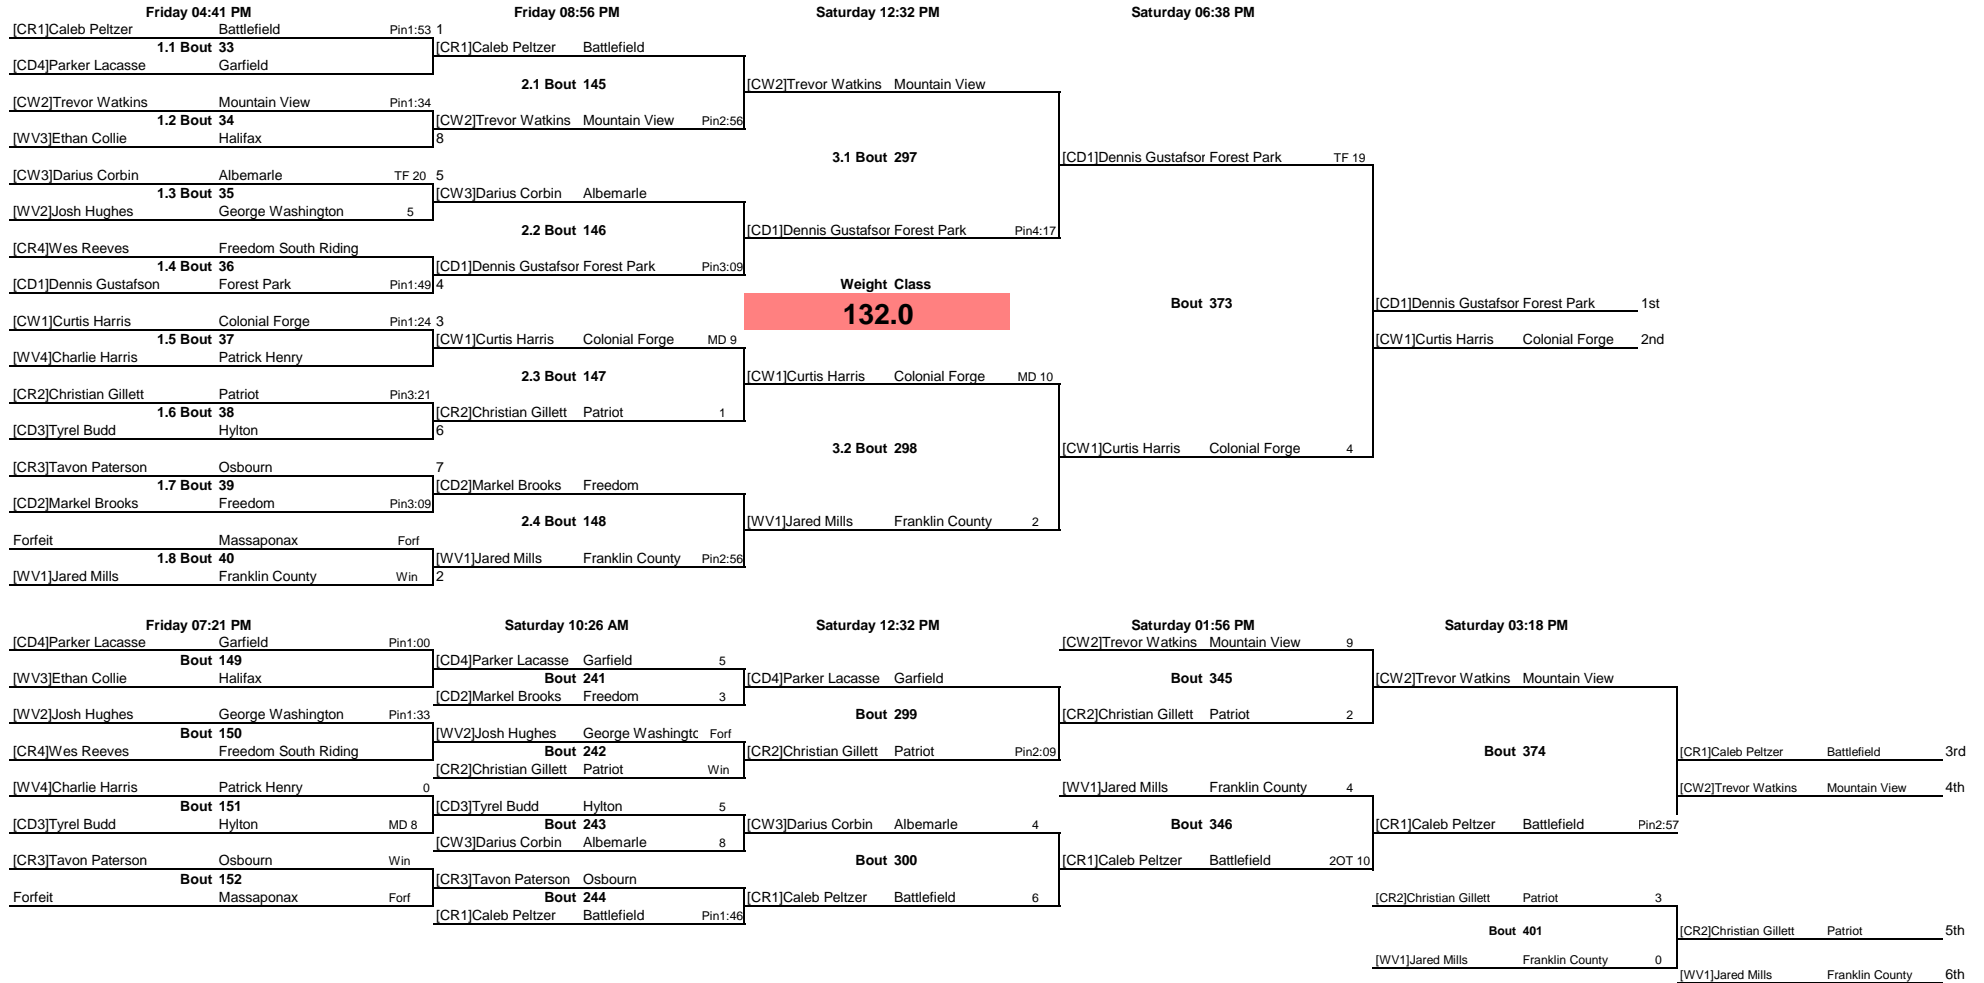 Friday 04:41 PM Friday 08:56 PM Saturday 12:32 PM Saturday 06:38 PM
[CR1]Caleb Peltzer Battlefield Pin1:53 1
1.1 Bout 33 [CR1]Caleb Peltzer Battlefield
[CD4]Parker Lacasse Garfield
2.1 Bout 145 [CW2]Trevor Watkins Mountain View
[CW2]Trevor Watkins Mountain View Pin1:34
1.2 Bout 34 [CW2]Trevor Watkins Mountain View Pin2:56
[WV3]Ethan Collie Halifax 8
3.1 Bout 297 [CD1]Dennis Gustafsor Forest Park TF 19
[CW3]Darius Corbin Albemarle TF 20 5
1.3 Bout 35 [CW3]Darius Corbin Albemarle
[WV2]Josh Hughes George Washington 5
2.2 Bout 146 [CD1]Dennis Gustafsor Forest Park Pin4:17
[CR4]Wes Reeves Freedom South Riding
1.4 Bout 36 [CD1]Dennis Gustafsor Forest Park Pin3:09
[CD1]Dennis Gustafson Forest Park Pin1:49 4 Weight Class
Bout 373 [CD1]Dennis Gustafsor Forest Park 1st
132.0
[CW1]Curtis Harris Colonial Forge Pin1:24 3
1.5 Bout 37 [CW1]Curtis Harris Colonial Forge MD 9 [CW1]Curtis Harris Colonial Forge 2nd
[WV4]Charlie Harris Patrick Henry
2.3 Bout 147 [CW1]Curtis Harris Colonial Forge MD 10
[CR2]Christian Gillett Patriot Pin3:21
1.6 Bout 38 [CR2]Christian Gillett Patriot 1
[CD3]Tyrel Budd Hylton 6
3.2 Bout 298 [CW1]Curtis Harris Colonial Forge 4
[CR3]Tavon Paterson Osbourn 7
1.7 Bout 39 [CD2]Markel Brooks Freedom
[CD2]Markel Brooks Freedom Pin3:09
2.4 Bout 148 [WV1]Jared Mills Franklin County 2
Forfeit Massaponax Forf
1.8 Bout 40 [WV1]Jared Mills Franklin County Pin2:56
[WV1]Jared Mills Franklin County Win 2
Friday 07:21 PM Saturday 10:26 AM Saturday 12:32 PM Saturday 01:56 PM Saturday 03:18 PM
[CD4]Parker Lacasse Garfield Pin1:00 [CW2]Trevor Watkins Mountain View 9
Bout 149 [CD4]Parker Lacasse Garfield 5
[WV3]Ethan Collie Halifax Bout 241 [CD4]Parker Lacasse Garfield Bout 345 [CW2]Trevor Watkins Mountain View
[CD2]Markel Brooks Freedom 3
[WV2]Josh Hughes George Washington Pin1:33 Bout 299 [CR2]Christian Gillett Patriot 2
Bout 150 [WV2]Josh Hughes George Washingtc Forf
[CR4]Wes Reeves Freedom South Riding Bout 242 [CR2]Christian Gillett Patriot Pin2:09 Bout 374 [CR1]Caleb Peltzer Battlefield 3rd
[CR2]Christian Gillett Patriot Win
[WV4]Charlie Harris Patrick Henry 0 [WV1]Jared Mills Franklin County 4 [CW2]Trevor Watkins Mountain View 4th
Bout 151 [CD3]Tyrel Budd Hylton 5
[CD3]Tyrel Budd Hylton MD 8 Bout 243 [CW3]Darius Corbin Albemarle 4 Bout 346 [CR1]Caleb Peltzer Battlefield Pin2:57
[CW3]Darius Corbin Albemarle 8
[CR3]Tavon Paterson Osbourn Win Bout 300 [CR1]Caleb Peltzer Battlefield 2OT 10
Bout 152 [CR3]Tavon Paterson Osbourn
Forfeit Massaponax Forf Bout 244 [CR1]Caleb Peltzer Battlefield 6 [CR2]Christian Gillett Patriot 3
[CR1]Caleb Peltzer Battlefield Pin1:46
Bout 401 [CR2]Christian Gillett Patriot 5th
[WV1]Jared Mills Franklin County 0
[WV1]Jared Mills Franklin County 6th